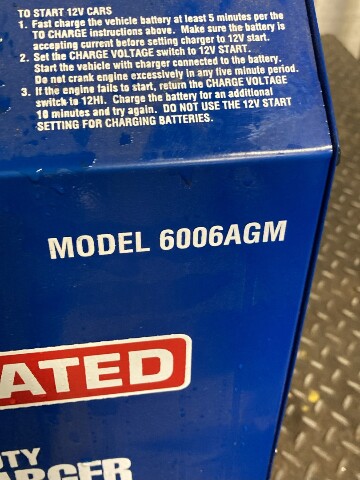 TO START 12V CARS
1. Fast charge the vehicle battery at least 5 minutes per the
TO CHARGE instructions above. Make sure the battery is
accepting current before setting charger to 12V start.
2. Set the CHARGE VOLTAGE switch to 12V START.
Start the vehicle with charger connected to the battery.
Do not crank engine excessively in any five minute period.
3. If the engine fails to start, return the CHARGE VOLTAGE
switch to 12HI. Charge the battery for an additional
10 minutes and try again. DO NOT USE THE 12V START
SETTING FOR CHARGING BATTERIES.
MODEL 6006AGM
ATED
UTY
ARGER